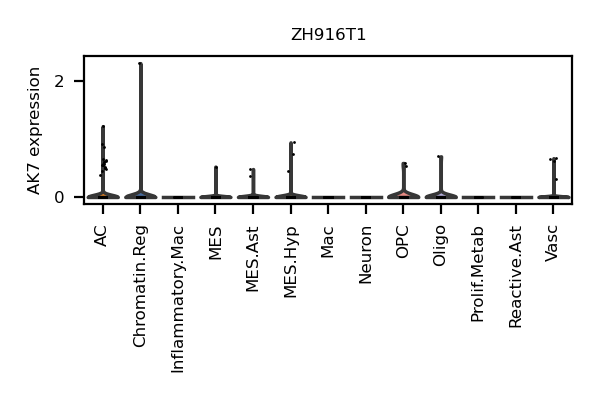 ZH916T1
AK7 expression
2
0
AC
Chromatin.Reg
Inflammatory.Mac
MES
MES.Ast
MES.Hyp
Mac
Neuron
OPC
Oligo
Prolif.Metab
Reactive.Ast
Vasc